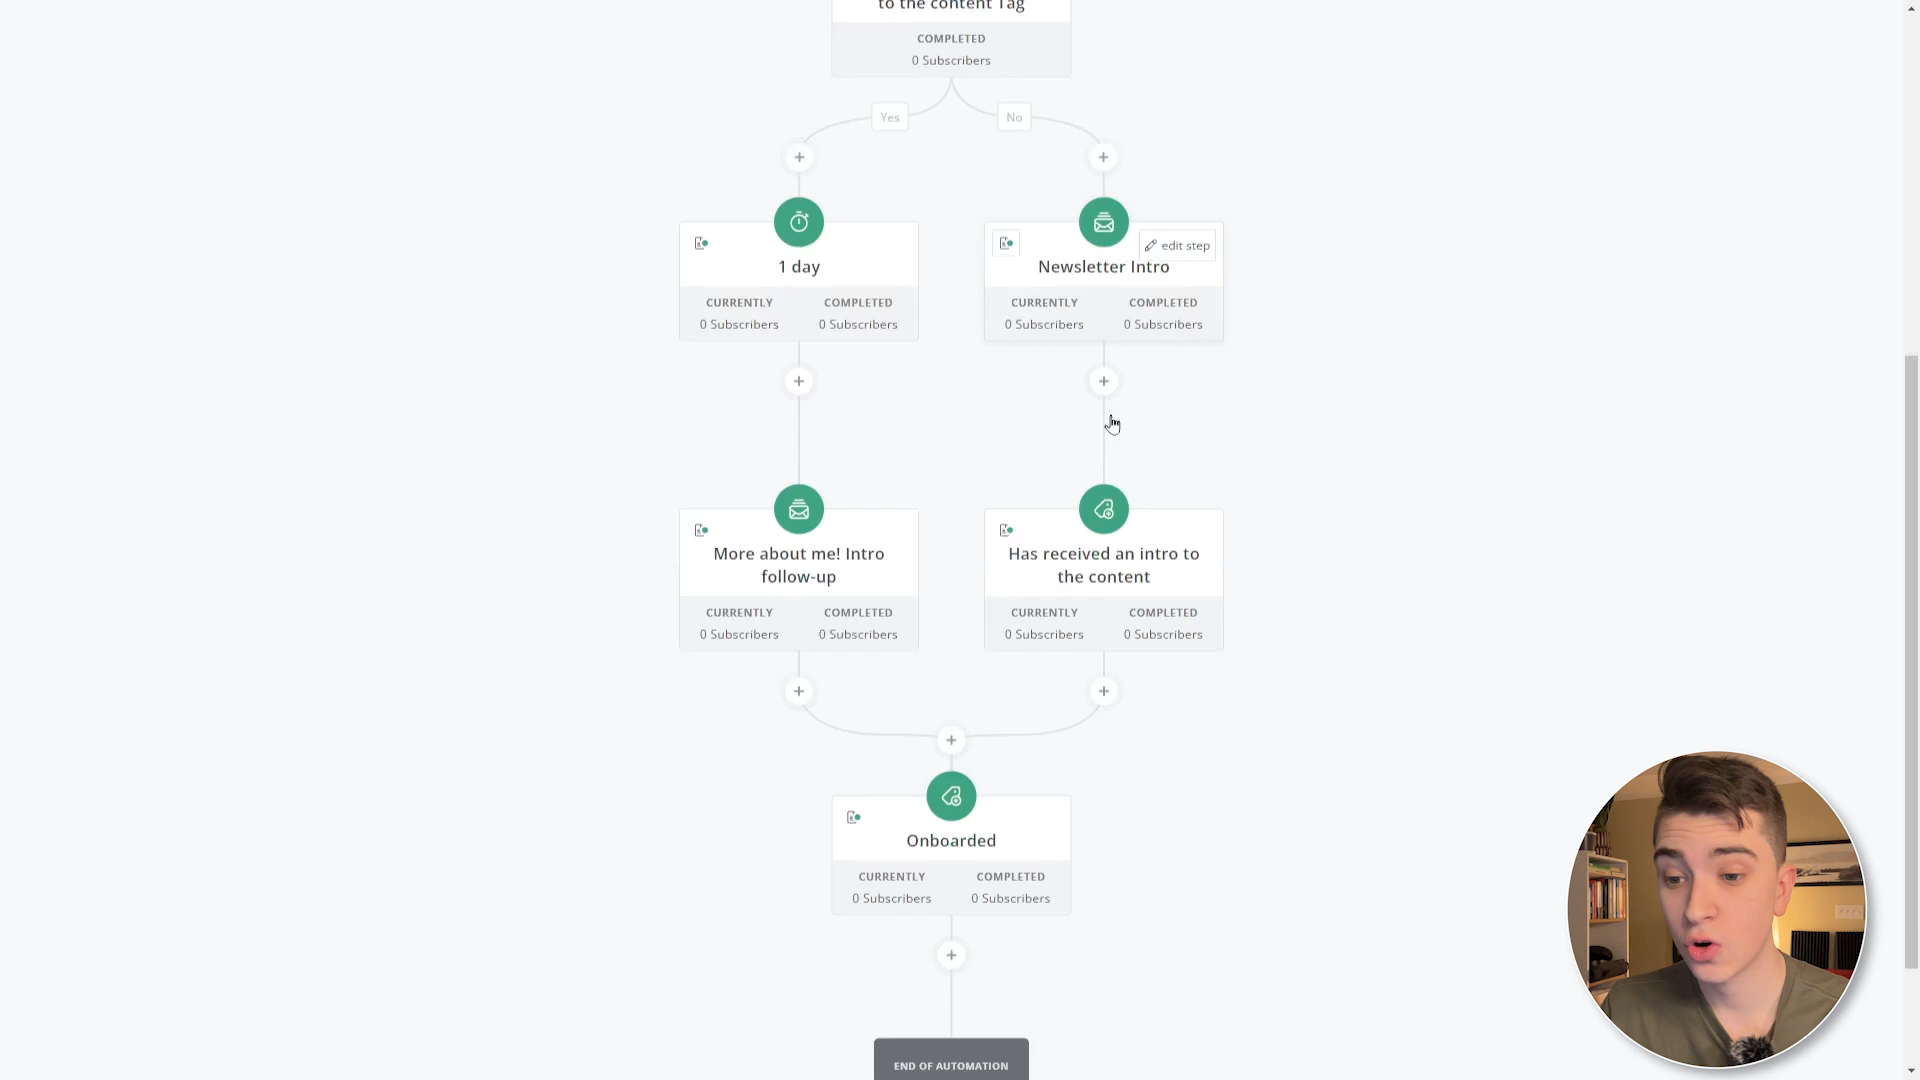 to the content Tag
COMPLETED
0 Subscribers
Yes
No
edit step
1 day
Newsletter Intro
CURRENTLY COMPLETED
0 Subscribers 0 Subscribers
CURRENTLY COMPLETED
0 Subscribers 0 Subscribers
More about me! Intro
follow-up
Has received an intro to
the content
CURRENTLY COMPLETED
0 Subscribers 0 Subscribers
CURRENTLY COMPLETED
0 Subscribers 0 Subscribers
Onboarded
CURRENTLY COMPLETED
0 Subscribers 0 Subscribers
END OF AUTOMATION